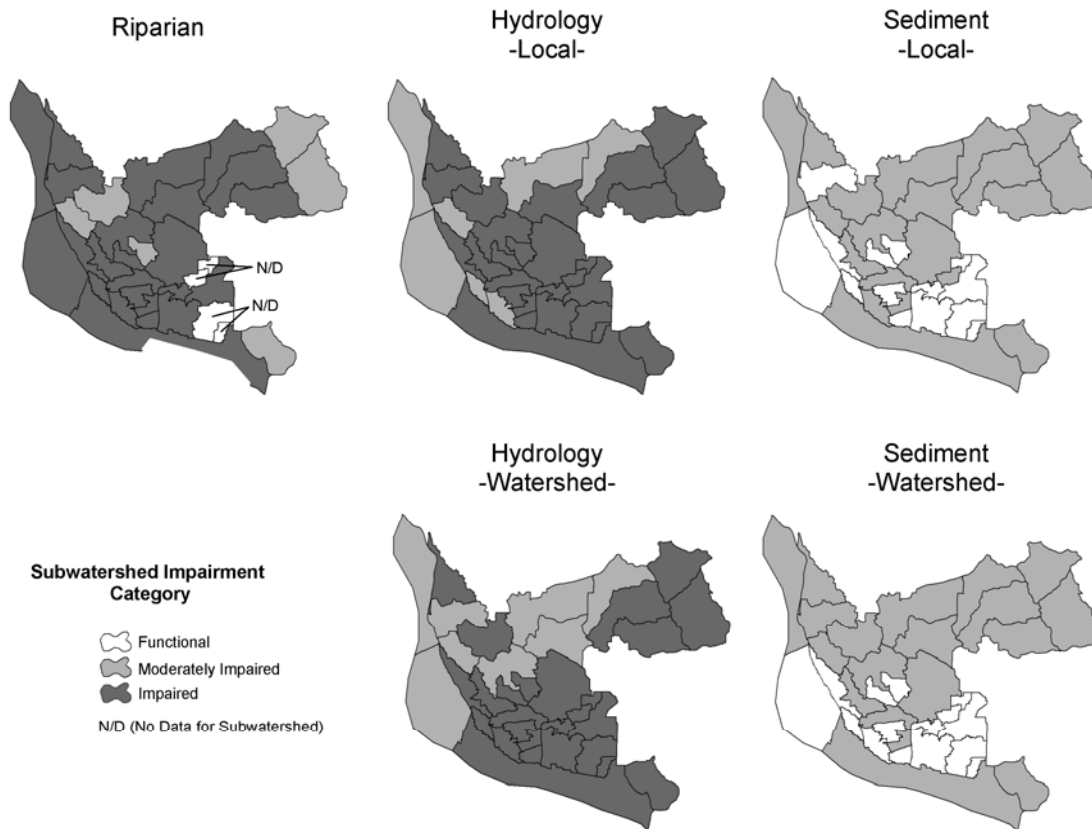 Riparian
Hydrology
-Local-
Sediment
-Local-
N/D
N/D
Hydrology
-Watershed-
Sediment
-Watershed-
Subwatershed Impairment
Category
Functional
Moderately Impaired
Impaired
N/D (No Data for Subwatershed)